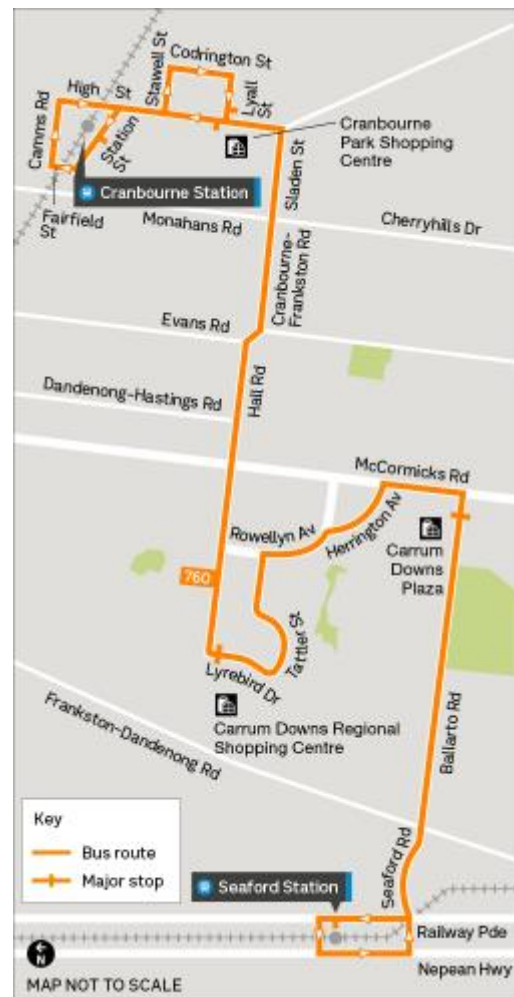 Codrington St
Stawell St
High St
Lyall
St
Camms Rd
Station
St
Cranbourne
Park Shopping
Centre
Sladen St
Cranbourne Station
Fairfield
St
Monahans Rd
Cherryhills Dr
Cranbourne-
Frankston Rd
Evans Rd
Hall Rd
Dandenong-Hastings Rd
McCormicks Rd
Rowellyn Av
Herrington Av
Carrum
Downs
Plaza
760
Tattler St
Lyrebird Dr
Carrum Downs Regional
Shopping Centre
Frankston-Dandenong Rd
Ballarto Rd
Key
Bus route
Major stop
Seaford Rd
Seaford Station
Railway Pde
N
Nepean Hwy
MAP NOT TO SCALE